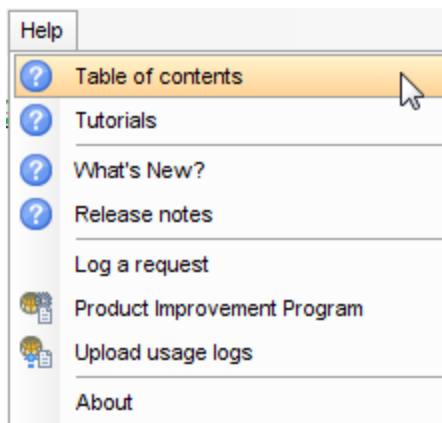 Help
Table of contents
Tutorials
What's New?
Release notes
Log a request
Product Improvement Program
Upload usage logs
About